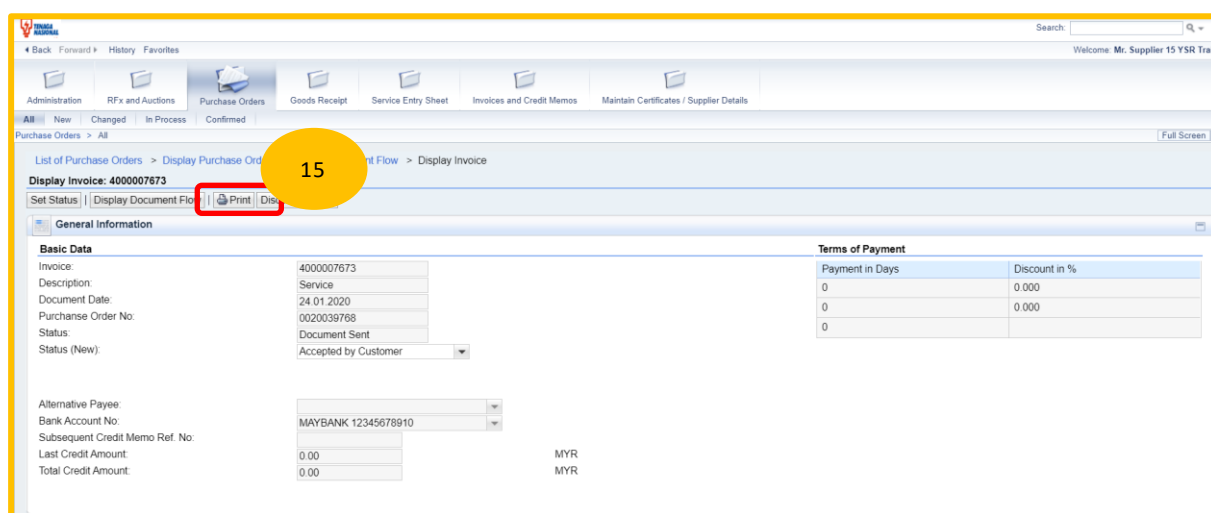 TENAGA
NASIONAL
Search:
Back Forward History Favorites
Welcome: Mr. Supplier 15 YSR Tra
Administration RFx and Auctions Purchase Orders Goods Receipt Service Entry Sheet Invoices and Credit Memos Maintain Certificates / Supplier Details
All New Changed In Process Confirmed
Purchase Orders > All
Full Screen
List of Purchase Orders > Display Purchase Ord nt Flow > Display Invoice
15
Display Invoice: 4000007673
Set Status | Display Document Flow | Print Disc
General Information
Basic Data
Invoice: 4000007673
Description: Service
Document Date: 24.01.2020
Purchanse Order No: 0020039768
Status: Document Sent
Status (New): Accepted by Customer
Alternative Payee:
Bank Account No: MAYBANK 12345678910
Subsequent Credit Memo Ref. No:
Last Credit Amount: 0.00 MYR
Total Credit Amount: 0.00 MYR
Terms of Payment
Payment in Days Discount in %
0 0.000
0 0.000
0